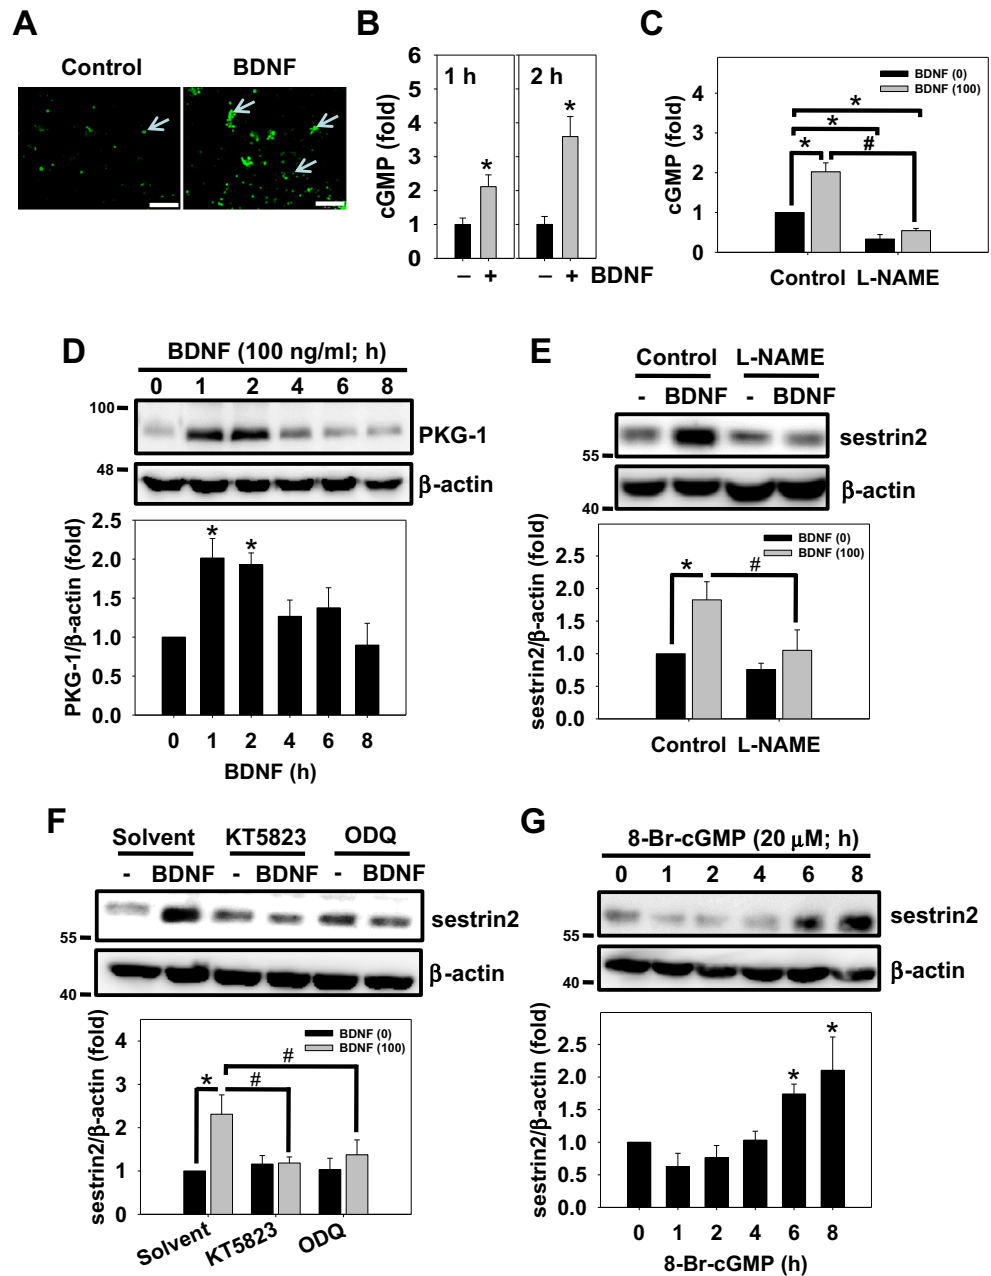 A
Control BDNF
B
cGMP (fold)
6
5
4
3
2
1
0
1 h
2 h
*
*
– + – + BDNF
C
cGMP (fold)
4
3
2
1
0
BDNF (0)
BDNF (100)
*
*
* #
Control L-NAME
D
BDNF (100 ng/ml; h)
0 1 2 4 6 8
100
PKG-1
48
β-actin
PKG-1/β-actin (fold)
2.5
2.0
1.5
1.0
0.5
0.0
* *
0 1 2 4 6 8
BDNF (h)
E
Control L-NAME
- BDNF - BDNF
sestrin2
55
β-actin
40
sestrin2/β-actin (fold)
2.5
2.0
1.5
1.0
0.5
0.0
BDNF (0)
BDNF (100)
* #
Control L-NAME
F
Solvent KT5823 ODQ
- BDNF - BDNF - BDNF
sestrin2
55
β-actin
40
sestrin2/β-actin (fold)
4
3
2
1
0
BDNF (0)
BDNF (100)
#
* #
Solvent KT5823 ODQ
G
8-Br-cGMP (20 μM; h)
0 1 2 4 6 8
sestrin2
55
β-actin
40
sestrin2/β-actin (fold)
2.5
2.0
1.5
1.0
0.5
0.0
* *
0 1 2 4 6 8
8-Br-cGMP (h)